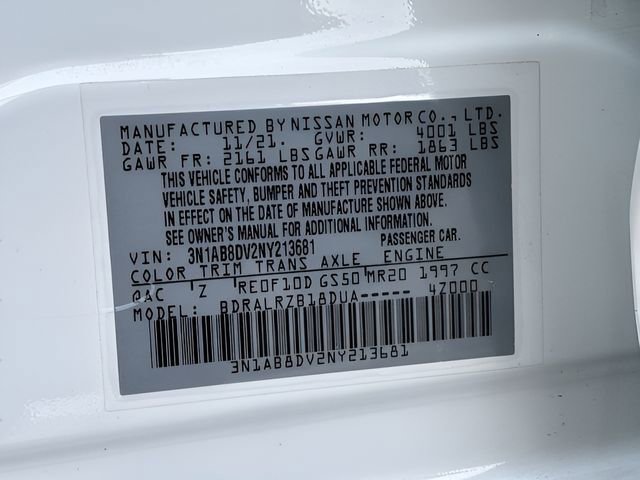 MANUFACTURED BY NISSAN MOTOR CO., LTD.
DATE: 11/21. GVWR: 4001 LBS
GAWR FR: 2161 LBS GAWR RR: 1863 LBS
THIS VEHICLE CONFORMS TO ALL APPLICABLE FEDERAL MOTOR
VEHICLE SAFETY, BUMPER AND THEFT PREVENTION STANDARDS
IN EFFECT ON THE DATE OF MANUFACTURE SHOWN ABOVE.
SEE OWNER'S MANUAL FOR ADDITIONAL INFORMATION.
VIN: 3N1AB8DV2NY213681 PASSENGER CAR.
COLOR TRIM TRANS AXLE ENGINE
QAC Z RE0F10D GS50 MR20 1997 CC
MODEL: BDRALRZB18DUA----- 4Z000
3N1AB8DV2NY213681